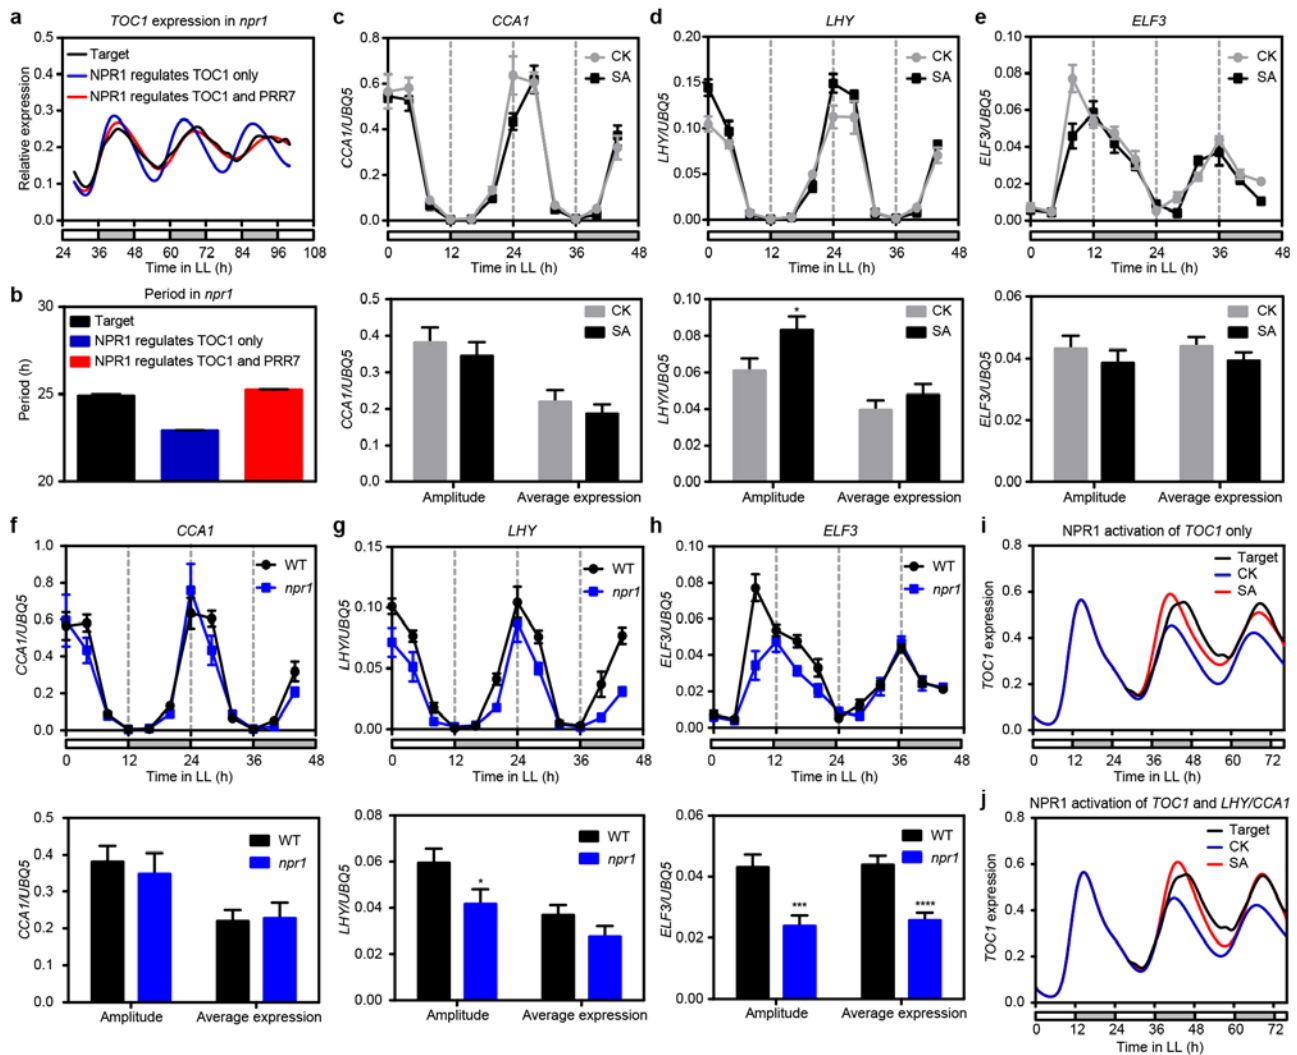 a
TOC1 expression in npr1
Relative expression
0.5
0.4
0.3
0.2
0.1
0.0
Target
NPR1 regulates TOC1 only
NPR1 regulates TOC1 and PRR7
24 36 48 60 72 84 96 108
Time in LL (h)
b
Period in npr1
Period (h)
30
25
20
Target
NPR1 regulates TOC1 only
NPR1 regulates TOC1 and PRR7
c
CCA1
CCA1/UBQ5
0.8
0.6
0.4
0.2
0.0
CK
SA
0 12 24 36 48
Time in LL (h)
CCA1/UBQ5
0.5
0.4
0.3
0.2
0.1
0.0
CK
SA
Amplitude Average expression
d
LHY
LHY/UBQ5
0.20
0.15
0.10
0.05
0.00
CK
SA
0 12 24 36 48
Time in LL (h)
LHY/UBQ5
0.10
0.08
0.06
0.04
0.02
0.00
*
CK
SA
Amplitude Average expression
e
ELF3
ELF3/UBQ5
0.10
0.08
0.06
0.04
0.02
0.00
CK
SA
0 12 24 36 48
Time in LL (h)
ELF3/UBQ5
0.06
0.04
0.02
0.00
CK
SA
Amplitude Average expression
f
CCA1
CCA1/UBQ5
1.0
0.8
0.6
0.4
0.2
0.0
WT
npr1
0 12 24 36 48
Time in LL (h)
CCA1/UBQ5
0.5
0.4
0.3
0.2
0.1
0.0
WT
npr1
Amplitude Average expression
g
LHY
LHY/UBQ5
0.15
0.10
0.05
0.00
WT
npr1
0 12 24 36 48
Time in LL (h)
LHY/UBQ5
0.08
0.06
0.04
0.02
0.00
*
WT
npr1
Amplitude Average expression
h
ELF3
ELF3/UBQ5
0.10
0.08
0.06
0.04
0.02
0.00
WT
npr1
0 12 24 36 48
Time in LL (h)
ELF3/UBQ5
0.06
0.04
0.02
0.00
***
****
WT
npr1
Amplitude Average expression
i
NPR1 activation of TOC1 only
TOC1 expression
0.8
0.6
0.4
0.2
0.0
Target
CK
SA
0 12 24 36 48 60 72
Time in LL (h)
j
NPR1 activation of TOC1 and LHY/CCA1
TOC1 expression
0.8
0.6
0.4
0.2
0.0
Target
CK
SA
0 12 24 36 48 60 72
Time in LL (h)